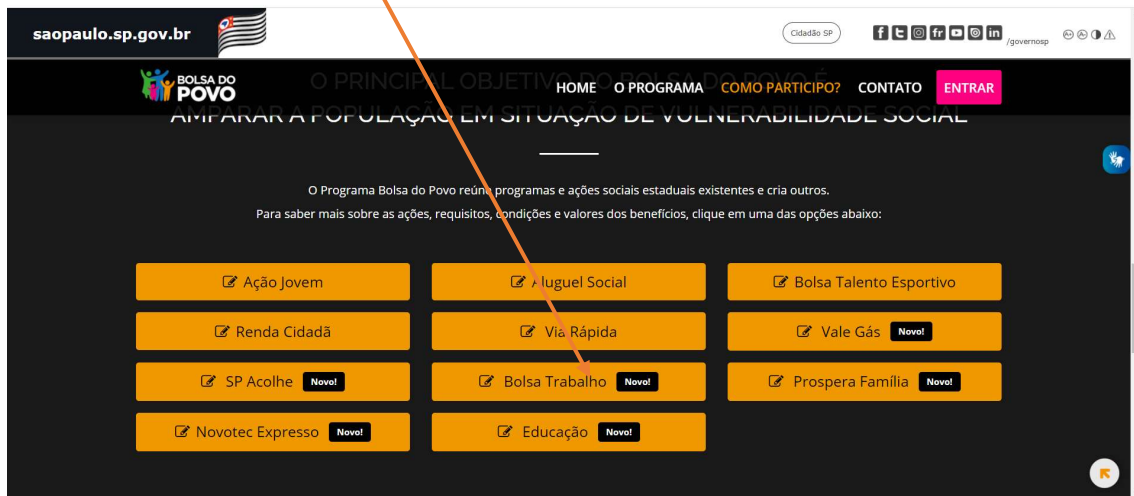 saopaulo.sp.gov.br
Cidadão SP
/governosp
BOLSA DO
POVO
HOME O PROGRAMA COMO PARTICIPO? CONTATO ENTRAR
O PRINCIPAL OBJETIVO DO BOLSA DO POVO É
AMPARAR A POPULAÇÃO EM SITUAÇÃO DE VULNERABILIDADE SOCIAL
O Programa Bolsa do Povo reúne programas e ações sociais estaduais existentes e cria outros.
Para saber mais sobre as ações, requisitos, condições e valores dos benefícios, clique em uma das opções abaixo:
Ação Jovem
Aluguel Social
Bolsa Talento Esportivo
Renda Cidadã
Via Rápida
Vale Gás Novo!
SP Acolhe Novo!
Bolsa Trabalho Novo!
Prospera Família Novo!
Novotec Expresso Novo!
Educação Novo!